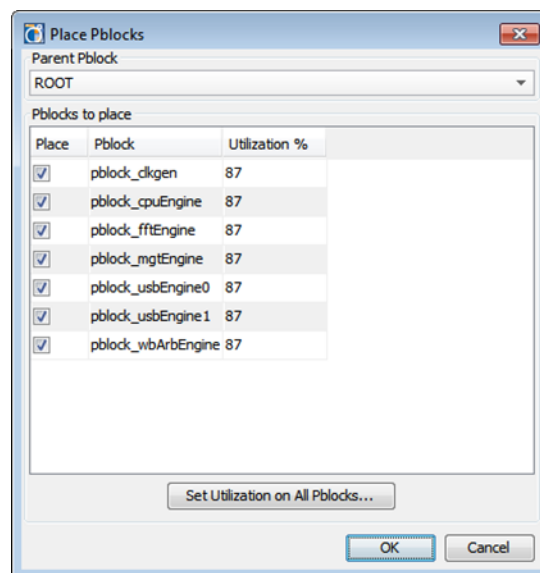 Place Pblocks
Parent Pblock
ROOT
Pblocks to place
Place Pblock Utilization %
pblock_clkgen 87
pblock_cpuEngine 87
pblock_fftEngine 87
pblock_mgtEngine 87
pblock_usbEngine0 87
pblock_usbEngine1 87
pblock_wbArbEngine 87
Set Utilization on All Pblocks...
OK Cancel